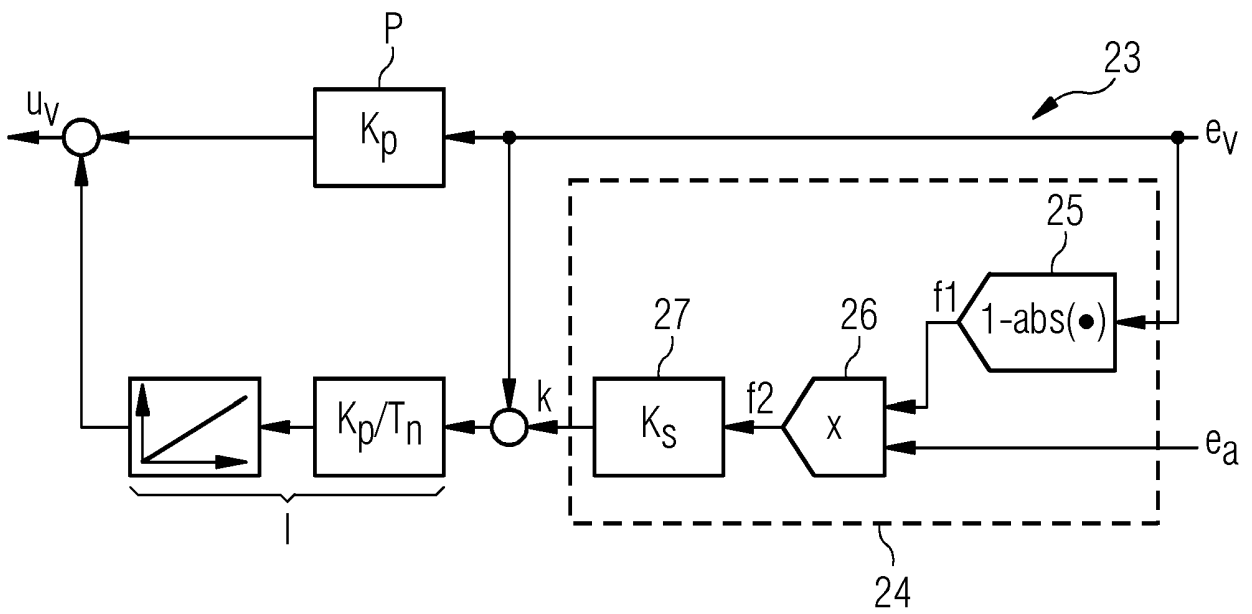 P
23
u_v
K_p
e_v
25
f1
1-abs(●)
27
26
k
f2
K_p/T_n
K_s
x
e_a
I
24